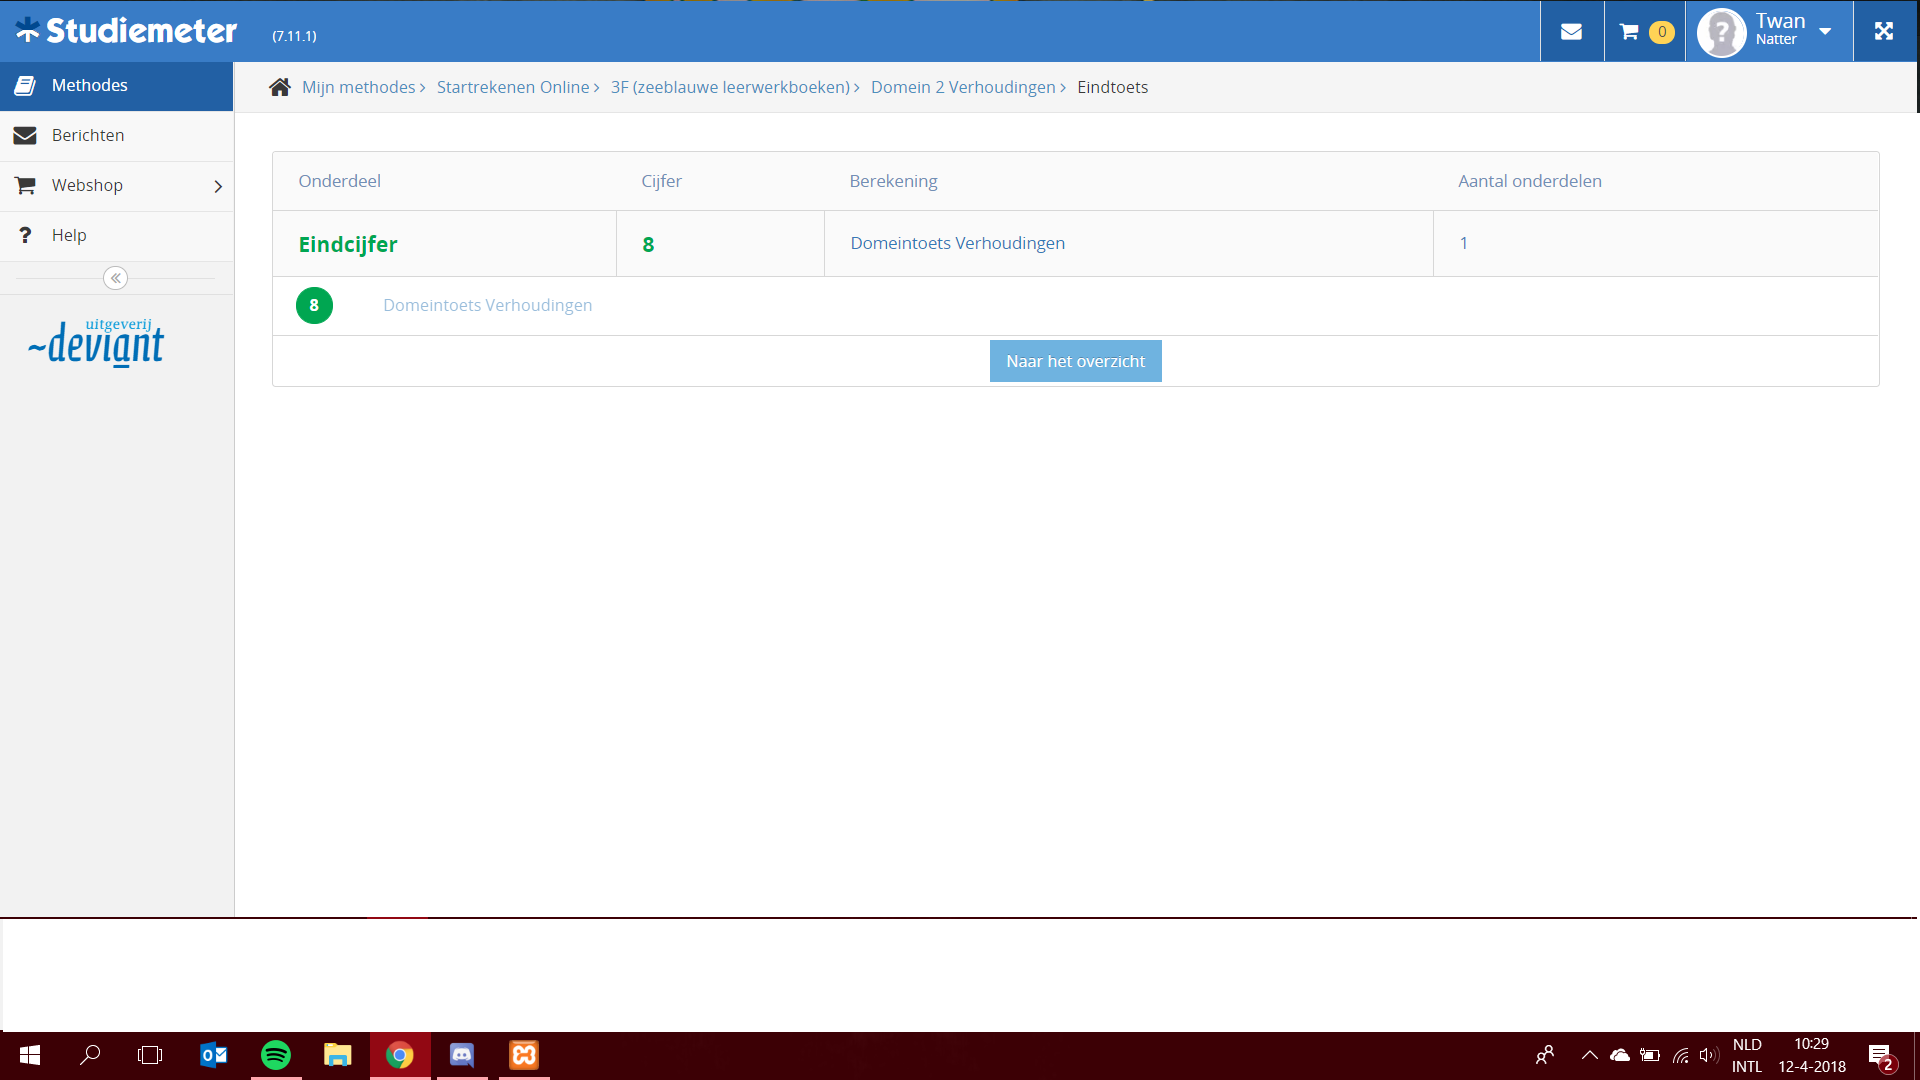 Studiemeter (7.11.1) 0 Twan
Natter
Methodes
Berichten
Webshop
Help
uitgeverij
~deviant
Mijn methodes > Startrekenen Online > 3F (zeeblauwe leerwerkboeken) > Domein 2 Verhoudingen > Eindtoets
Onderdeel Cijfer Berekening Aantal onderdelen
Eindcijfer 8 Domeintoets Verhoudingen 1
8 Domeintoets Verhoudingen
Naar het overzicht
NLD 10:29
INTL 12-4-2018 2